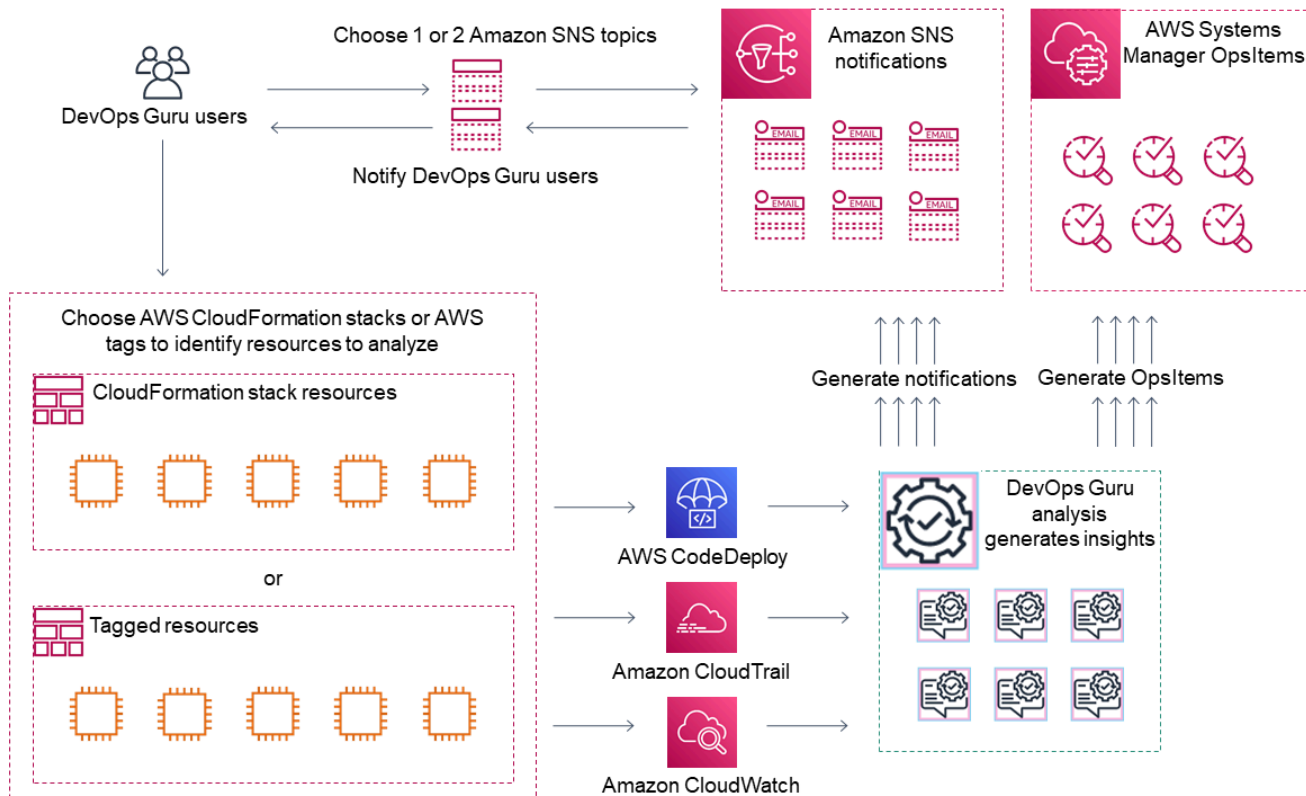 Choose 1 or 2 Amazon SNS topics
DevOps Guru users
Notify DevOps Guru users
Amazon SNS
notifications
EMAIL
EMAIL
EMAIL
EMAIL
EMAIL
EMAIL
AWS Systems
Manager OpsItems
Choose AWS CloudFormation stacks or AWS
tags to identify resources to analyze
CloudFormation stack resources
or
Tagged resources
Generate notifications
Generate OpsItems
</>
AWS CodeDeploy
Amazon CloudTrail
Amazon CloudWatch
DevOps Guru
analysis
generates insights